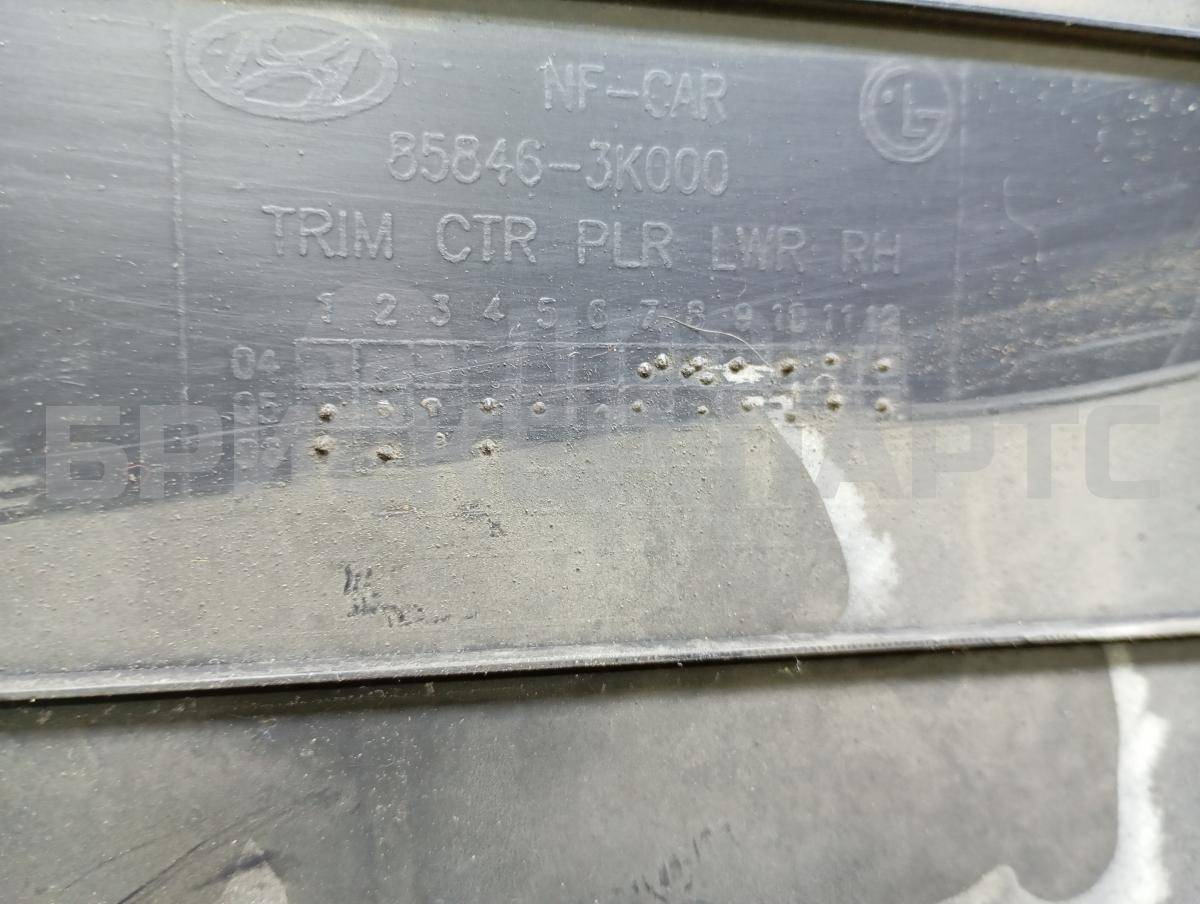 NF-CAR
85846-3K000
TRIM CTR PLR LWR RH
1 2 3 4 5 6 7 8 9 10 11 12
04
05
06